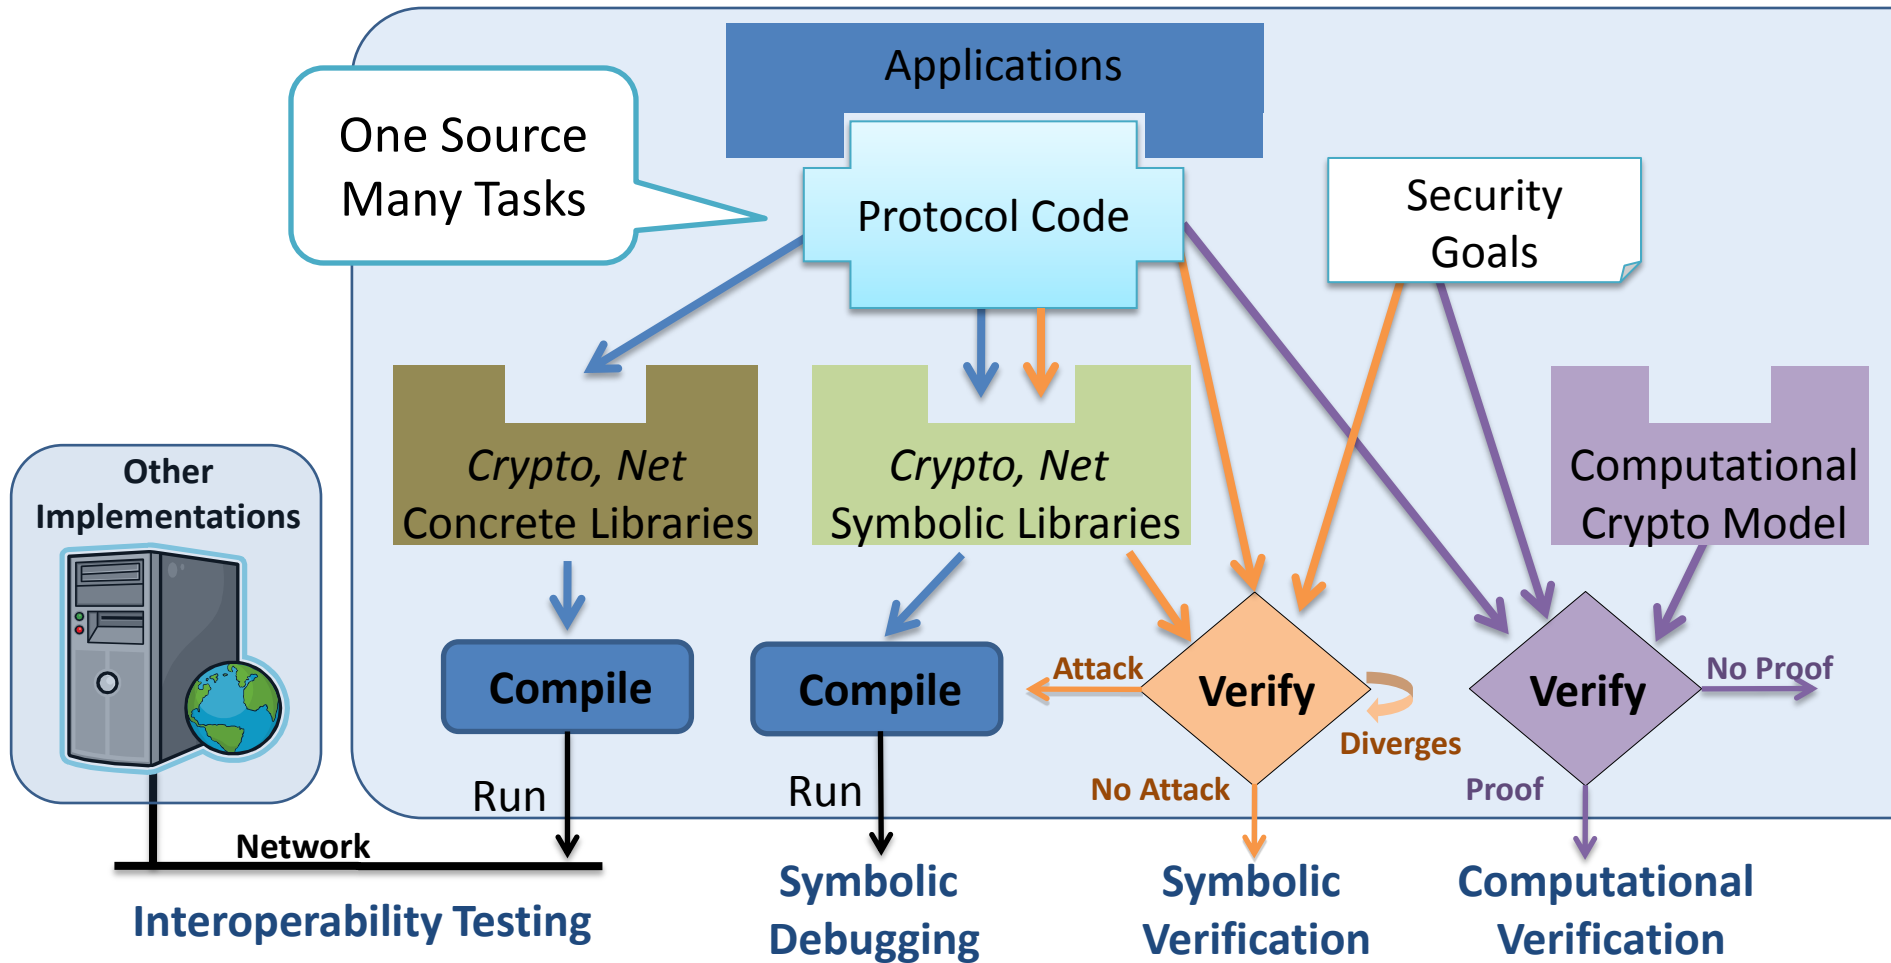 Applications
One Source
Many Tasks
Protocol Code
Security
Goals
Crypto, Net
Concrete Libraries
Crypto, Net
Symbolic Libraries
Computational
Crypto Model
Other
Implementations
Compile
Compile
Attack
Verify
Diverges
No Attack
Verify
No Proof
Proof
Run
Run
Network
Interoperability Testing
Symbolic
Debugging
Symbolic
Verification
Computational
Verification